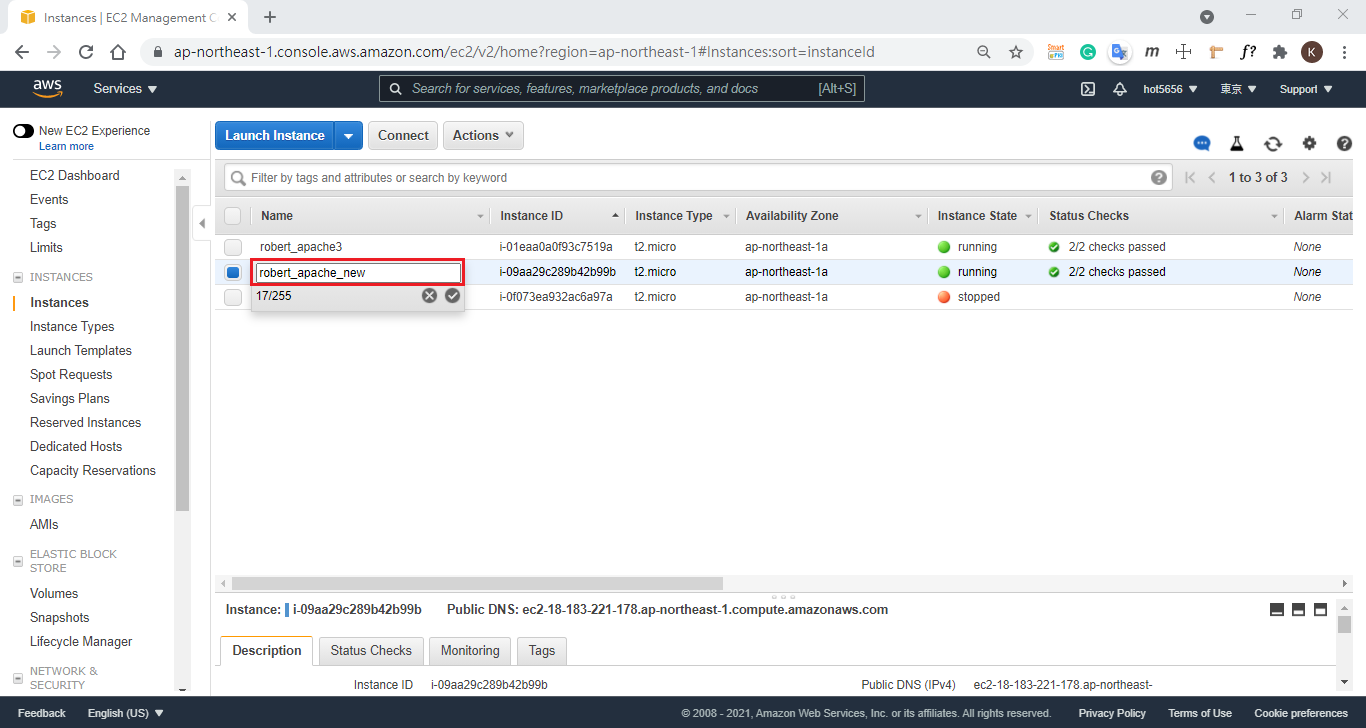 Instances | EC2 Management C
ap-northeast-1.console.aws.amazon.com/ec2/v2/home?region=ap-northeast-1#Instances:sort=instanceId
Smart
m
f?
K
aws
Services
Search for services, features, marketplace products, and docs
[Alt+S]
hot5656
東京
Support
New EC2 Experience
Learn more
EC2 Dashboard
Events
Tags
Limits
INSTANCES
Instances
Instance Types
Launch Templates
Spot Requests
Savings Plans
Reserved Instances
Dedicated Hosts
Capacity Reservations
IMAGES
AMIs
ELASTIC BLOCK
STORE
Volumes
Snapshots
Lifecycle Manager
NETWORK &
SECURITY
Launch Instance
Connect
Actions
Filter by tags and attributes or search by keyword
1 to 3 of 3
Name Instance ID Instance Type Availability Zone Instance State Status Checks Alarm Stat
robert_apache3 i-01eaa0a0f93c7519a t2.micro ap-northeast-1a running 2/2 checks passed None
robert_apache_new i-09aa29c289b42b99b t2.micro ap-northeast-1a running 2/2 checks passed None
17/255 i-0f073ea932ac6a97a t2.micro ap-northeast-1a stopped None
Instance: i-09aa29c289b42b99b Public DNS: ec2-18-183-221-178.ap-northeast-1.compute.amazonaws.com
Description Status Checks Monitoring Tags
Instance ID i-09aa29c289b42b99b Public DNS (IPv4) ec2-18-183-221-178.ap-northeast-
Feedback English (US) © 2008 - 2021, Amazon Web Services, Inc. or its affiliates. All rights reserved. Privacy Policy Terms of Use Cookie preferences